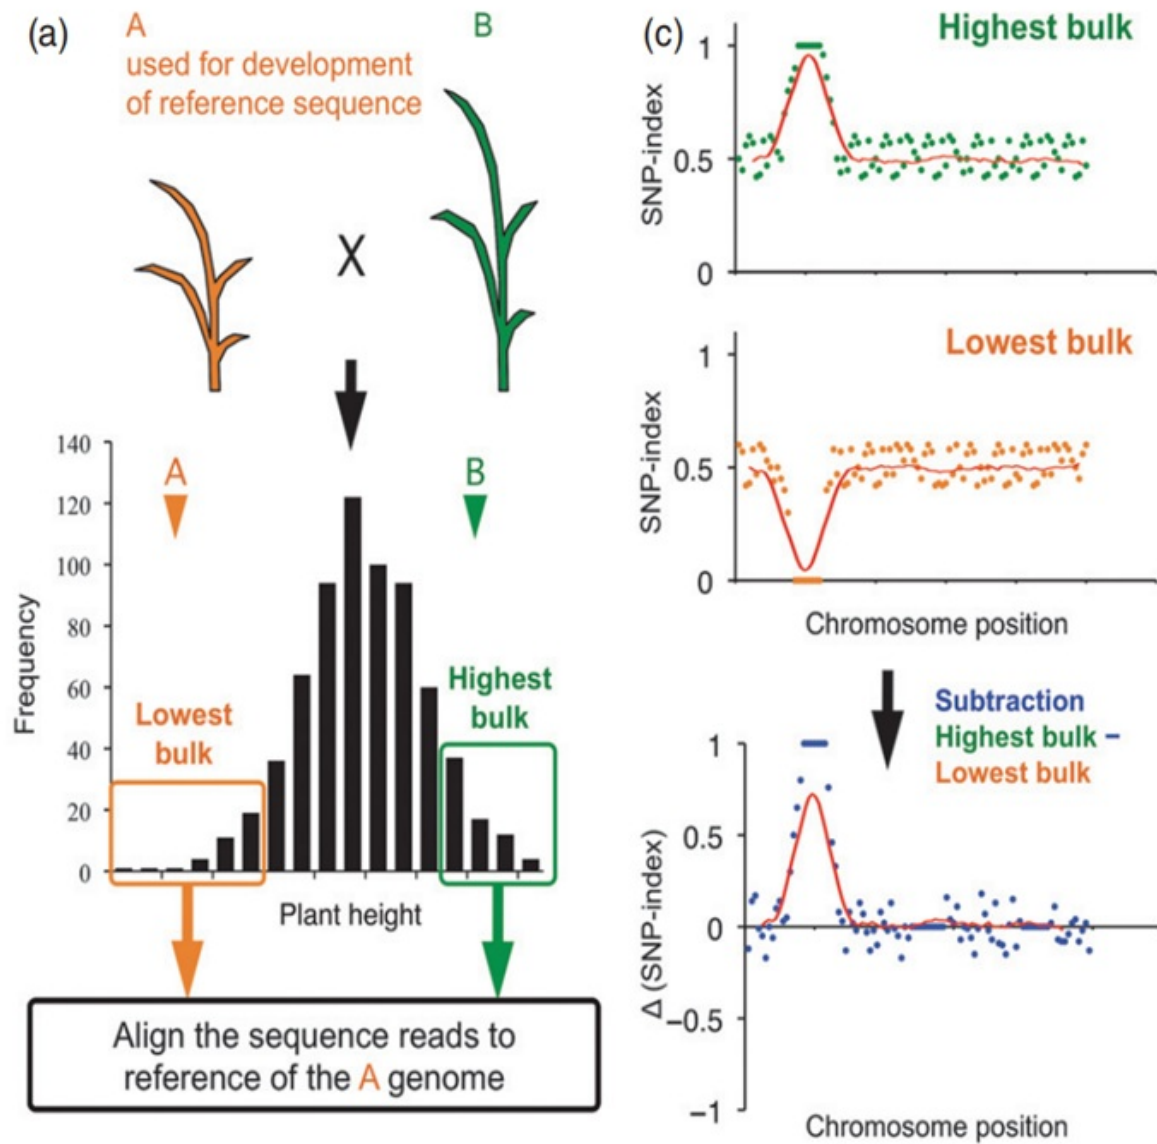 (a)
A
used for development
of reference sequence
B
X
140
120
100
80
60
40
20
0
Frequency
A
B
Lowest
bulk
Highest
bulk
Plant height
Align the sequence reads to
reference of the A genome
(c)
Highest bulk
1
0.5
0
SNP-index
Lowest bulk
1
0.5
0
SNP-index
Chromosome position
Subtraction
Highest bulk –
Lowest bulk
1
0.5
0
−0.5
−1
Δ (SNP-index)
Chromosome position